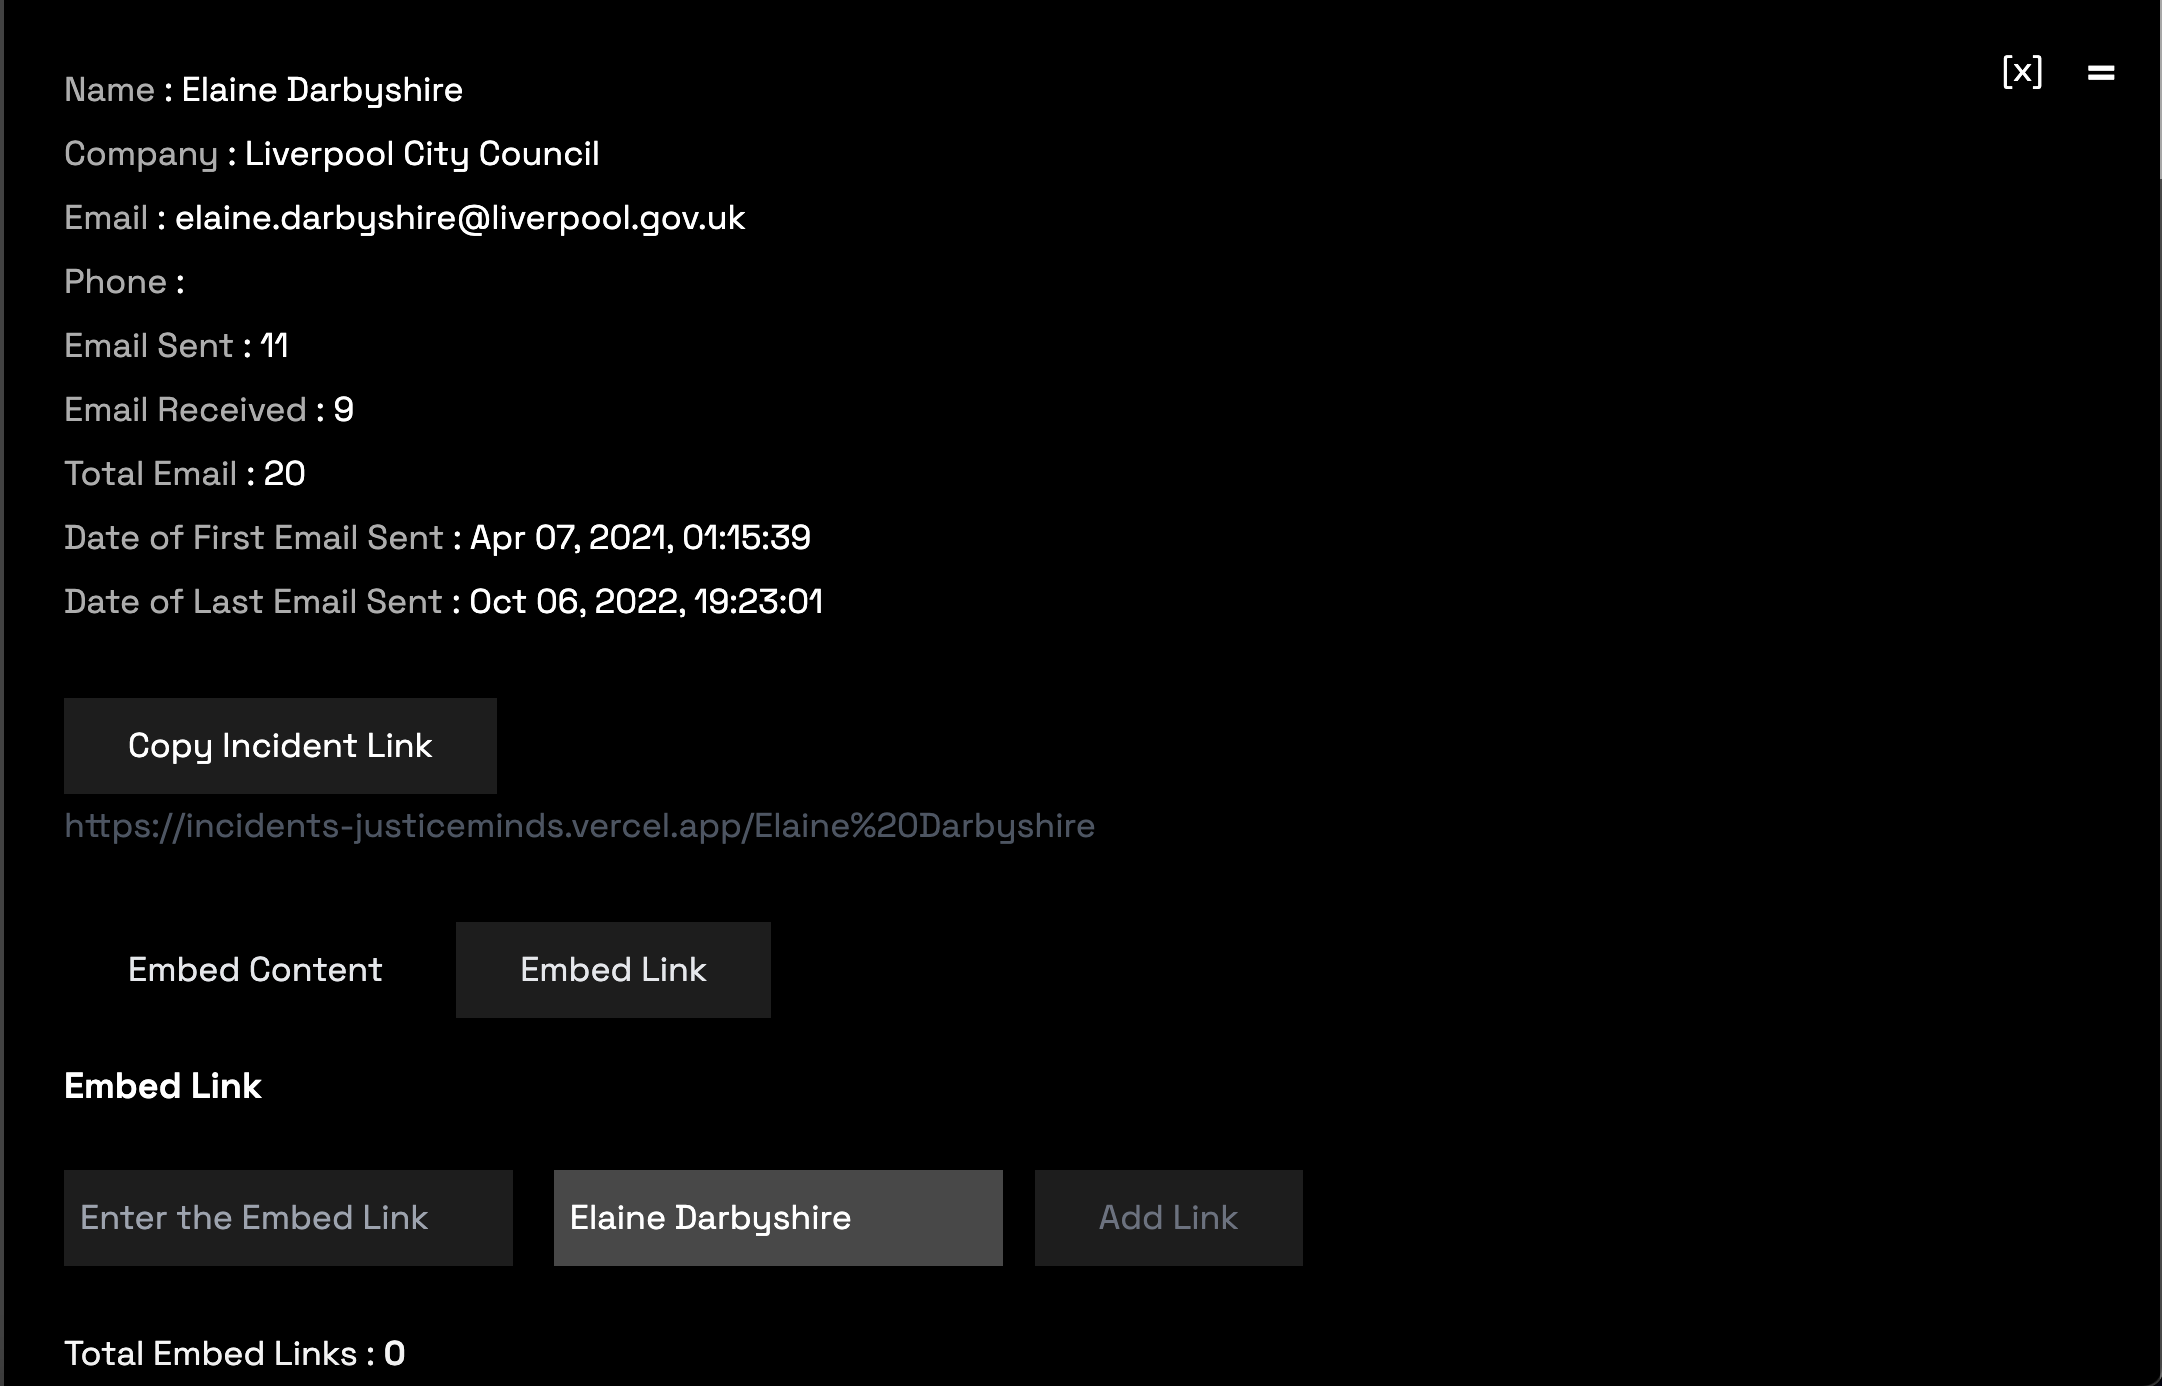 [x] =
Name : Elaine Darbyshire
Company : Liverpool City Council
Email : elaine.darbyshire@liverpool.gov.uk
Phone :
Email Sent : 11
Email Received : 9
Total Email : 20
Date of First Email Sent : Apr 07, 2021, 01:15:39
Date of Last Email Sent : Oct 06, 2022, 19:23:01
Copy Incident Link
https://incidents-justiceminds.vercel.app/Elaine%20Darbyshire
Embed Content Embed Link
Embed Link
Enter the Embed Link Elaine Darbyshire Add Link
Total Embed Links : 0